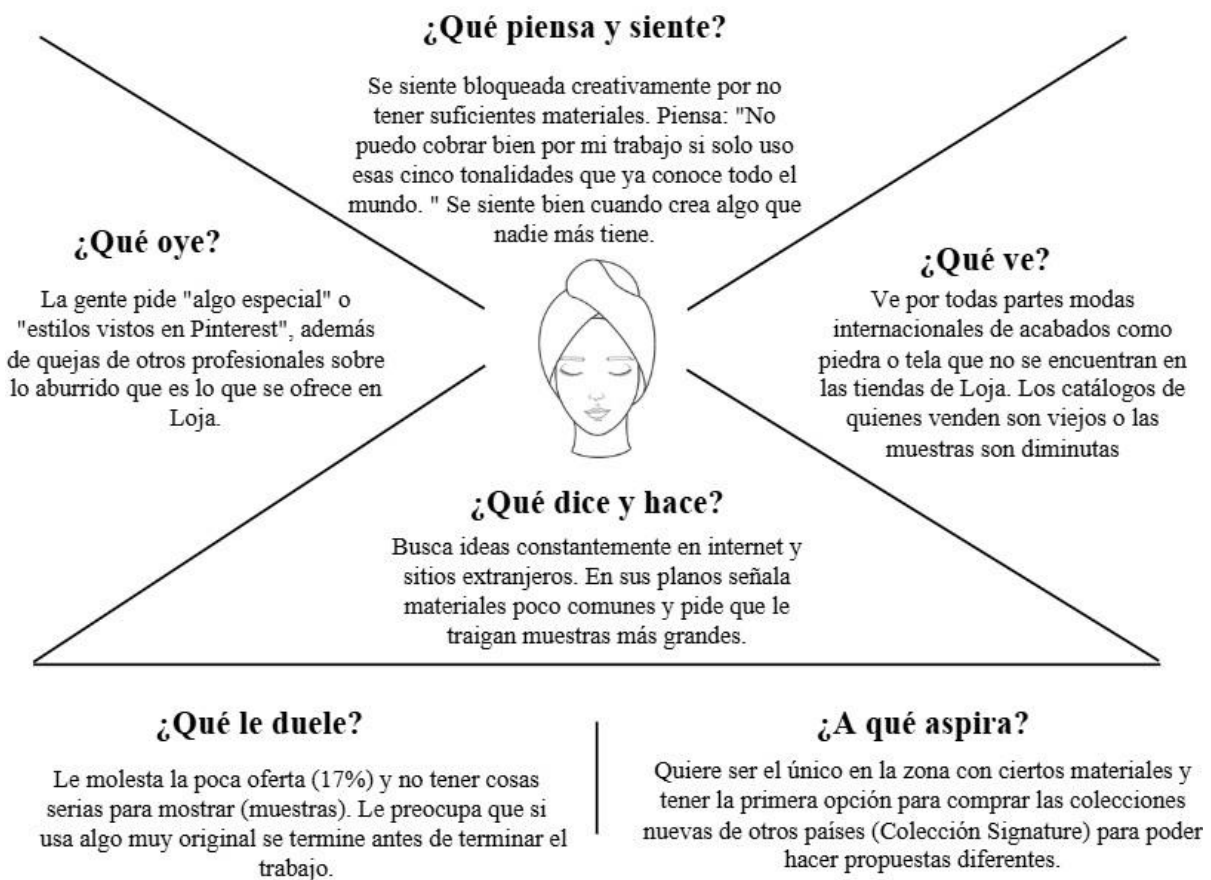 ¿Qué piensa y siente?
Se siente bloqueada creativamente por no
tener suficientes materiales. Piensa: "No
puedo cobrar bien por mi trabajo si solo uso
esas cinco tonalidades que ya conoce todo el
mundo. " Se siente bien cuando crea algo que
nadie más tiene.
¿Qué oye?
La gente pide "algo especial" o
"estilos vistos en Pinterest", además
de quejas de otros profesionales sobre
lo aburrido que es lo que se ofrece en
Loja.
¿Qué ve?
Ve por todas partes modas
internacionales de acabados como
piedra o tela que no se encuentran en
las tiendas de Loja. Los catálogos de
quienes venden son viejos o las
muestras son diminutas
¿Qué dice y hace?
Busca ideas constantemente en internet y
sitios extranjeros. En sus planos señala
materiales poco comunes y pide que le
traigan muestras más grandes.
¿Qué le duele?
Le molesta la poca oferta (17%) y no tener cosas
serias para mostrar (muestras). Le preocupa que si
usa algo muy original se termine antes de terminar el
trabajo.
¿A qué aspira?
Quiere ser el único en la zona con ciertos materiales y
tener la primera opción para comprar las colecciones
nuevas de otros países (Colección Signature) para poder
hacer propuestas diferentes.